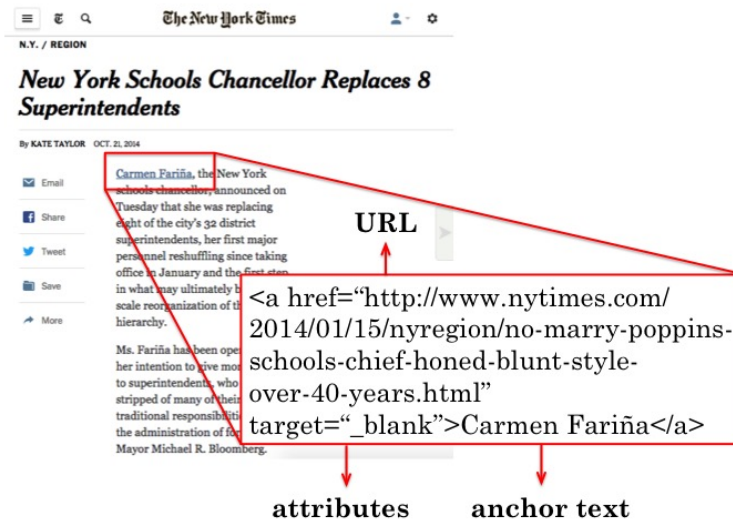 The New York Times
N.Y. / REGION
New York Schools Chancellor Replaces 8
Superintendents
By KATE TAYLOR OCT. 21, 2014
Email
Share
Tweet
Save
More
Carmen Fariña, the New York
schools chancellor, announced on
Tuesday that she was replacing
eight of the city's 32 district
superintendents, her first major
personnel reshuffling since taking
office in January and the first step
in what may ultimately b
scale reorganization of th
hierarchy.
Ms. Fariña has been ope
her intention to give mor
to superintendents, who
stripped of many of their
traditional responsibiliti
the administration of for
Mayor Michael R. Bloomberg.
URL
<a href=“http://www.nytimes.com/
2014/01/15/nyregion/no-marry-poppins-
schools-chief-honed-blunt-style-
over-40-years.html”
target=“_blank”>Carmen Fariña</a>
attributes
anchor text